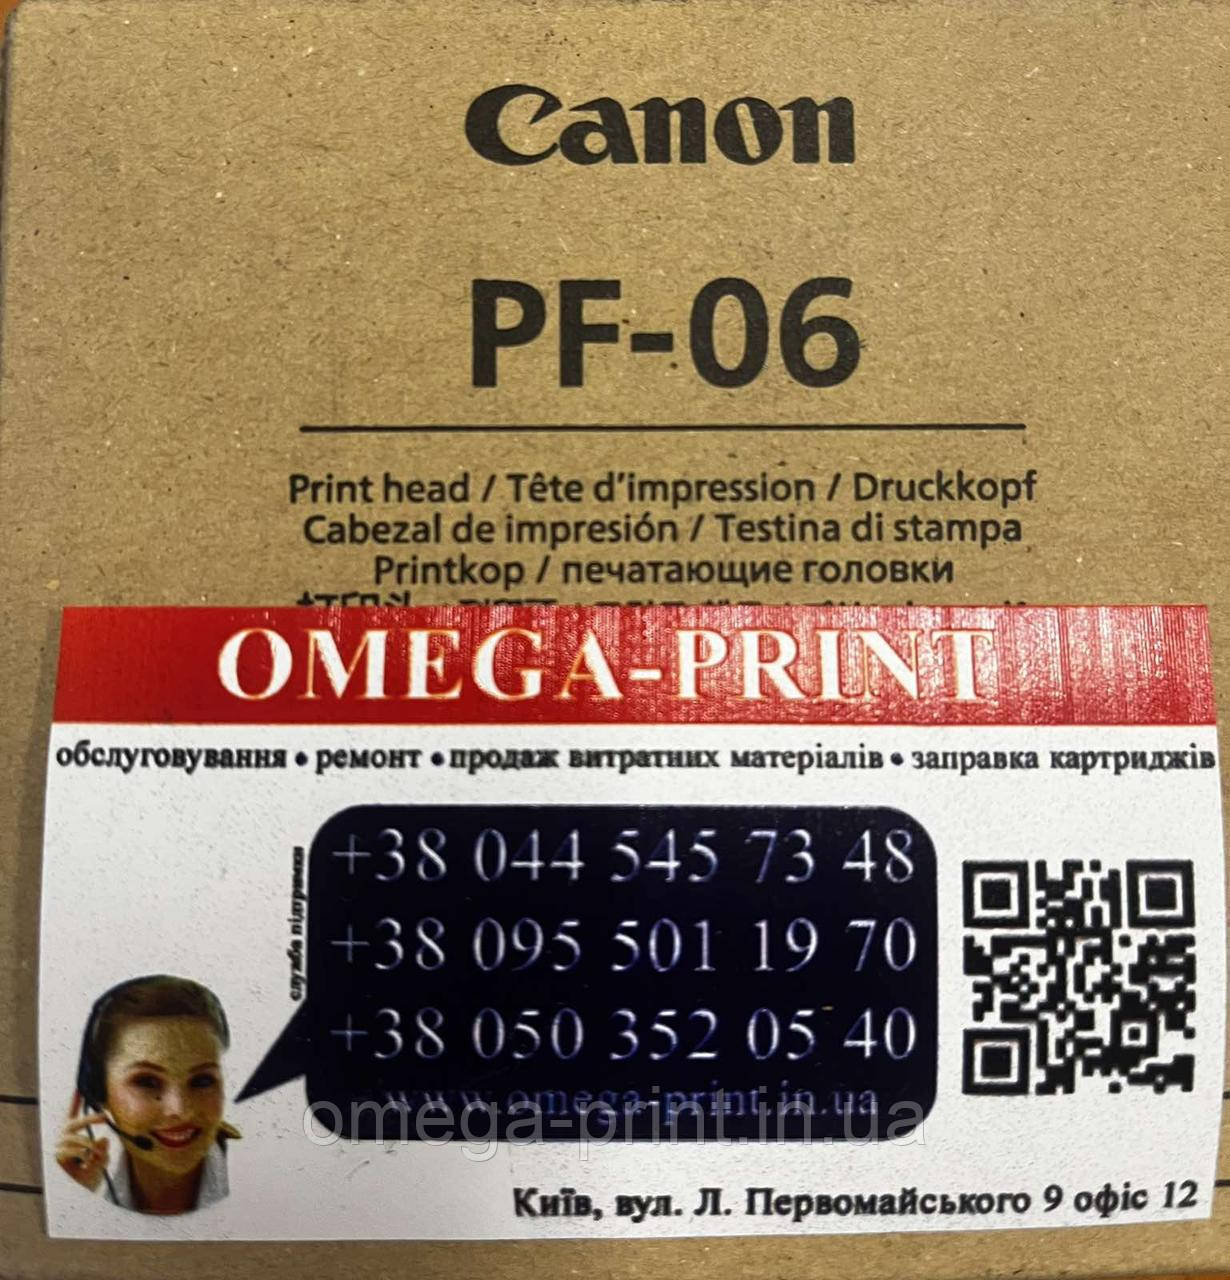 Canon
PF-06
Print head / Tête d'impression / Druckkopf
Cabezal de impresión / Testina di stampa
Printkop / печатающие головки
OMEGA-PRINT
обслуговування • ремонт • продаж витратних матеріалів • заправка картриджів
служба підтримки
+38 044 545 73 48
+38 095 501 19 70
+38 050 352 05 40
www.omega-print.in.ua
omega-print.in.ua
Київ, вул. Л. Первомайського 9 офіс 12